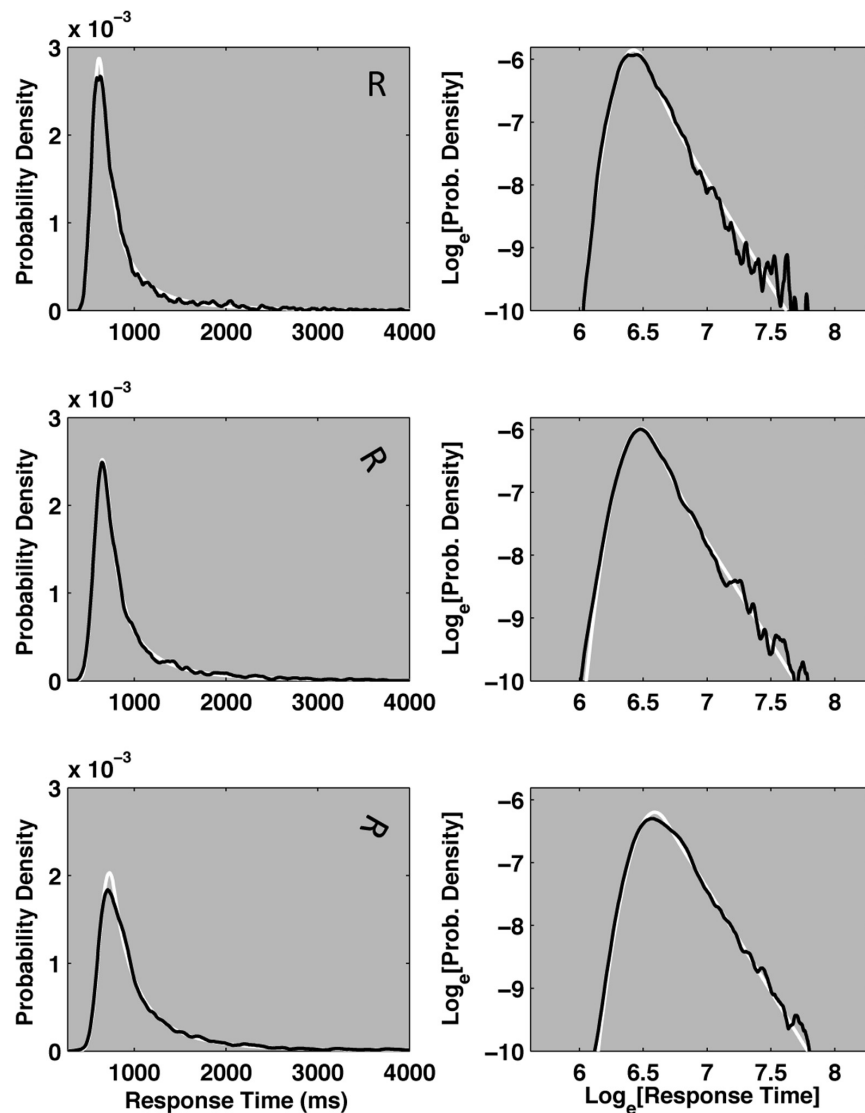 x 10⁻³
3
2
1
0
Probability Density
1000 2000 3000 4000
R
-6
-7
-8
-9
-10
Logₑ[Prob. Density]
6 6.5 7 7.5 8
x 10⁻³
3
2
1
0
Probability Density
1000 2000 3000 4000
R
-6
-7
-8
-9
-10
Logₑ[Prob. Density]
6 6.5 7 7.5 8
x 10⁻³
3
2
1
0
Probability Density
1000 2000 3000 4000
Response Time (ms)
R
-6
-7
-8
-9
-10
Logₑ[Prob. Density]
6 6.5 7 7.5 8
Logₑ[Response Time]